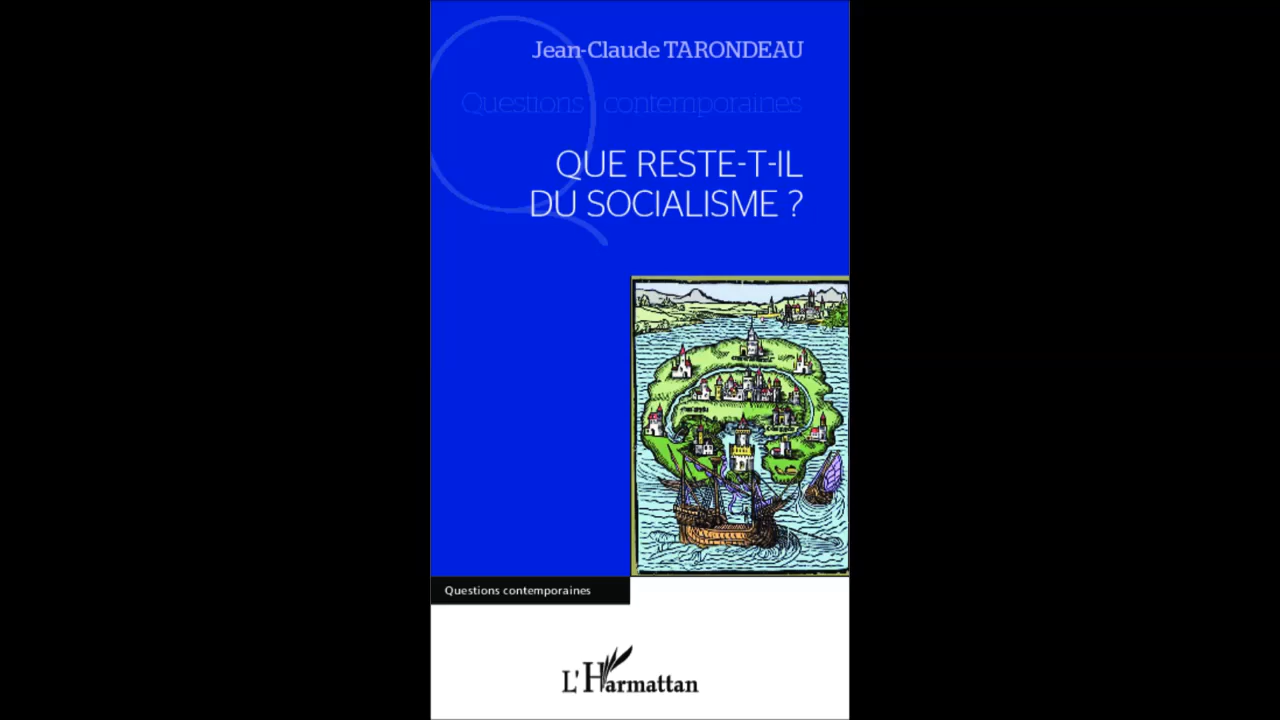 Jean-Claude TARONDEAU
Questions contemporaines
QUE RESTE-T-IL
DU SOCIALISME ?
Questions contemporaines
L'Harmattan